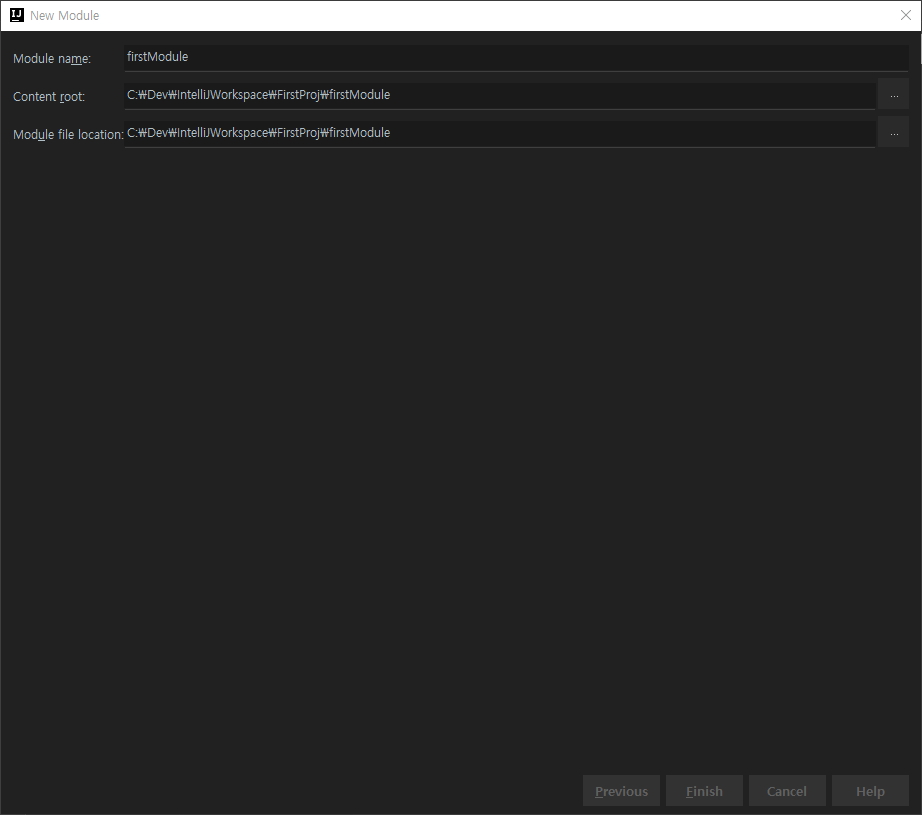 IJ New Module
Module name: firstModule
Content root: C:₩Dev₩IntelliJWorkspace₩FirstProj₩firstModule ...
Module file location: C:₩Dev₩IntelliJWorkspace₩FirstProj₩firstModule ...
Previous Finish Cancel Help